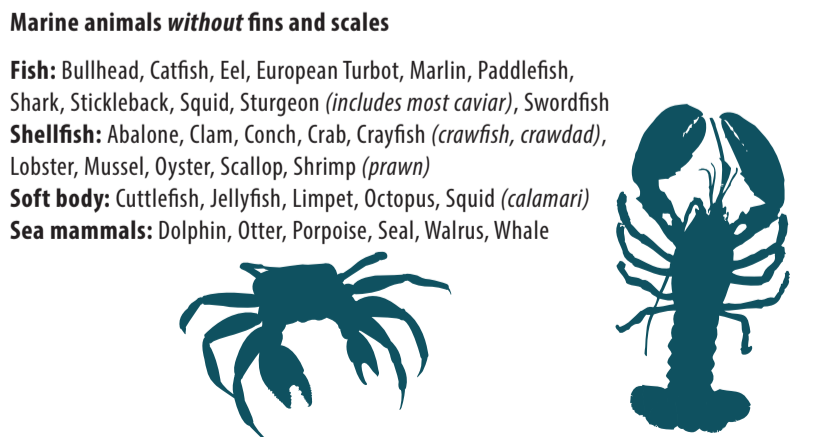 Marine animals without fins and scales
Fish: Bullhead, Catfish, Eel, European Turbot, Marlin, Paddlefish,
Shark, Stickleback, Squid, Sturgeon (includes most caviar), Swordfish
Shellfish: Abalone, Clam, Conch, Crab, Crayfish (crawfish, crawdad),
Lobster, Mussel, Oyster, Scallop, Shrimp (prawn)
Soft body: Cuttlefish, Jellyfish, Limpet, Octopus, Squid (calamari)
Sea mammals: Dolphin, Otter, Porpoise, Seal, Walrus, Whale